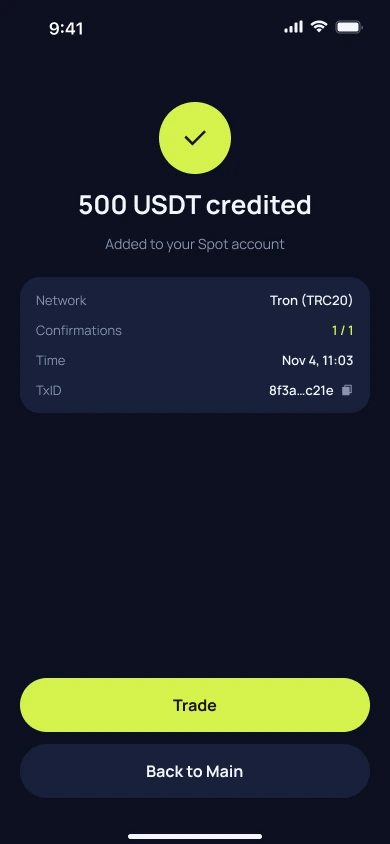 9:41
500 USDT credited
Added to your Spot account
Network Tron (TRC20)
Confirmations 1 / 1
Time Nov 4, 11:03
TxID 8f3a...c21e
Trade
Back to Main